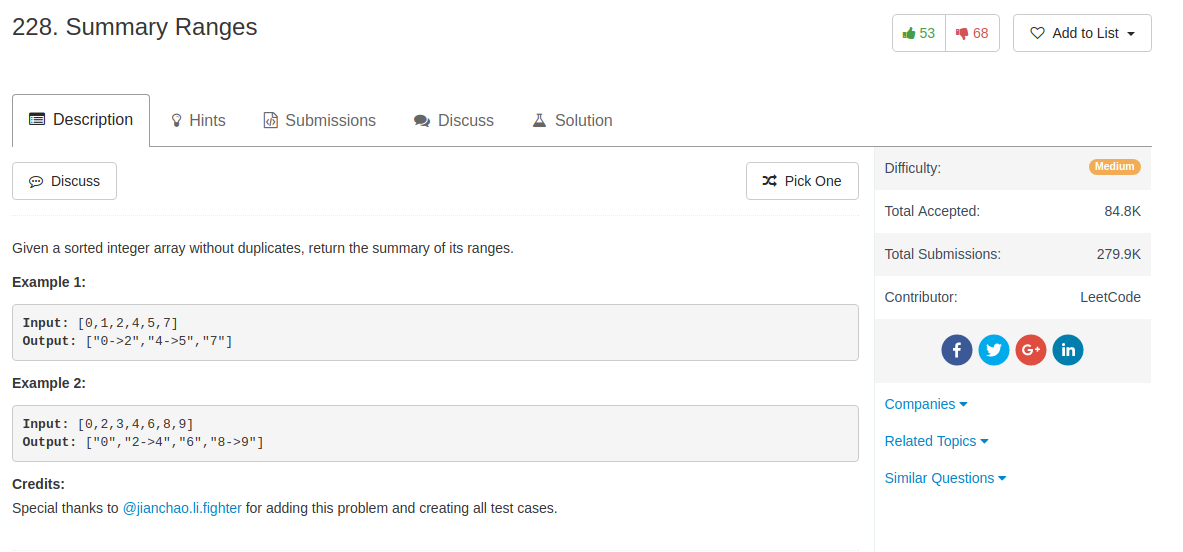 228. Summary Ranges
53
68
Add to List
Description
Hints
Submissions
Discuss
Solution
Discuss
Pick One
Difficulty:
Medium
Total Accepted:
84.8K
Total Submissions:
279.9K
Contributor:
LeetCode
Given a sorted integer array without duplicates, return the summary of its ranges.
Example 1:
Input: [0,1,2,4,5,7]
Output: ["0->2","4->5","7"]
Example 2:
Input: [0,2,3,4,6,8,9]
Output: ["0","2->4","6","8->9"]
Credits:
Special thanks to @jianchao.li.fighter for adding this problem and creating all test cases.
f
G+
in
Companies
Related Topics
Similar Questions